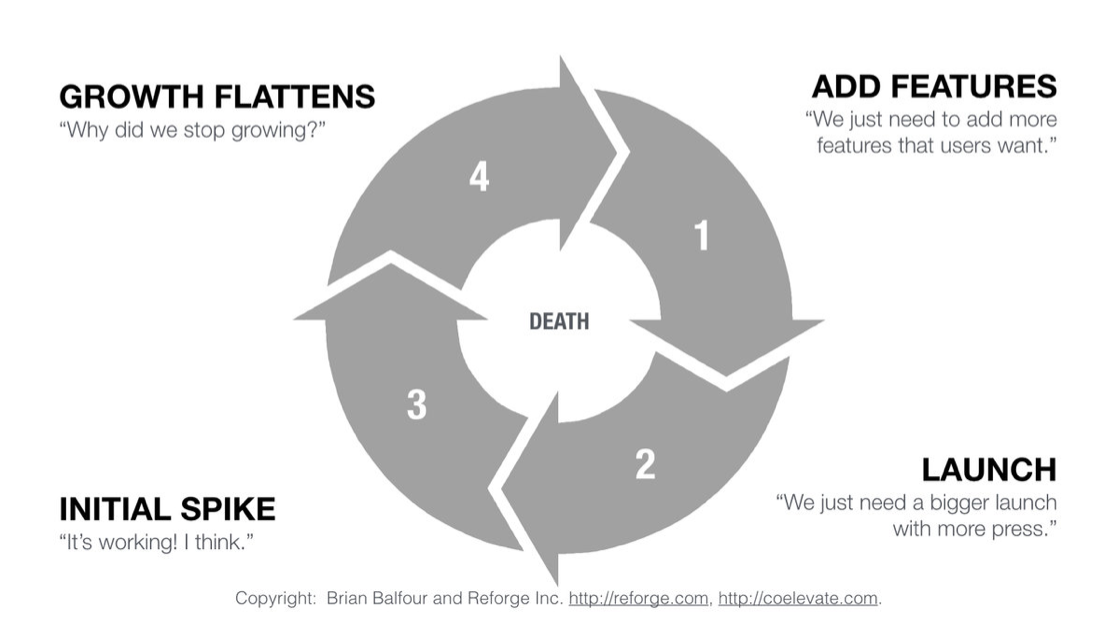 GROWTH FLATTENS
“Why did we stop growing?”
ADD FEATURES
“We just need to add more
features that users want.”
4
1
DEATH
3
2
INITIAL SPIKE
“It’s working! I think.”
LAUNCH
“We just need a bigger launch
with more press.”
Copyright:  Brian Balfour and Reforge Inc. http://reforge.com, http://coelevate.com.